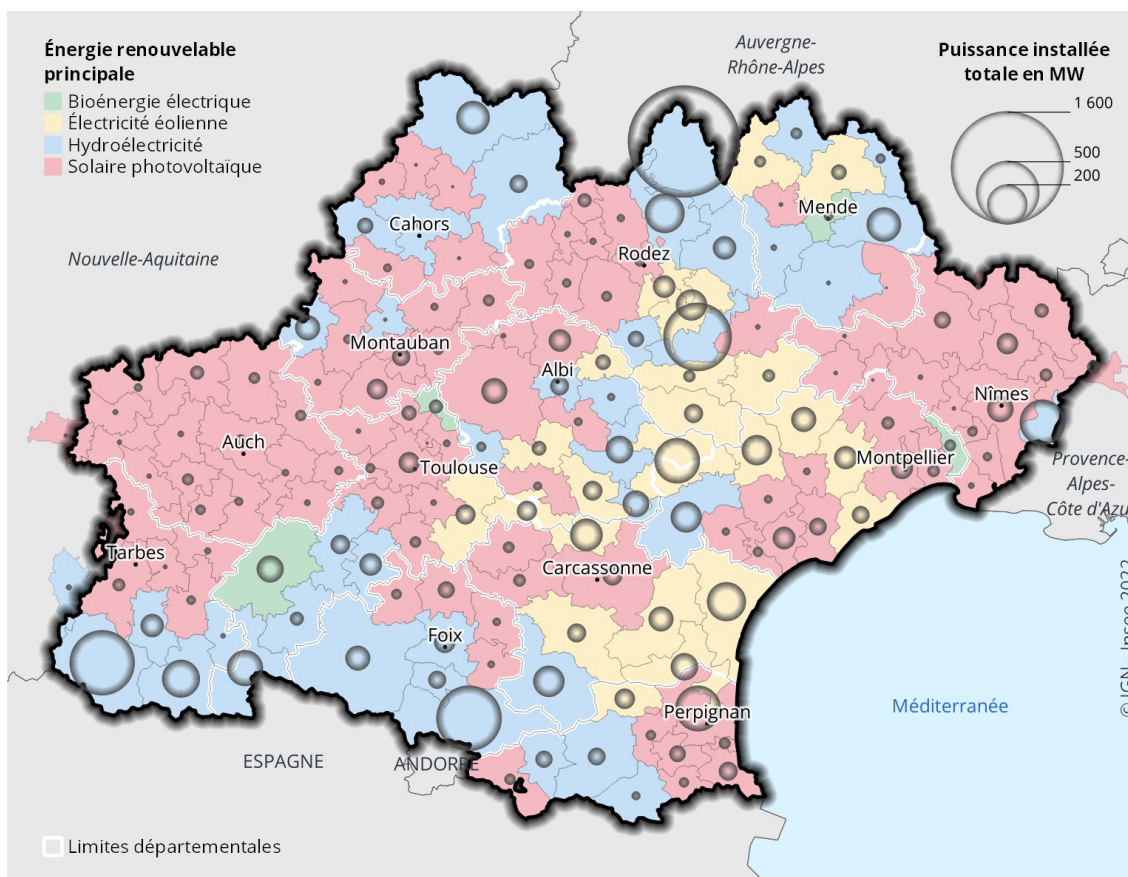 Énergie renouvelable
principale
Bioénergie électrique
Électricité éolienne
Hydroélectricité
Solaire photovoltaïque
Auvergne-
Rhône-Alpes
Puissance installée
totale en MW
1 600
500
200
Nouvelle-Aquitaine
Cahors
Mende
Rodez
Montauban
Albi
Nîmes
Auch
Toulouse
Montpellier
Provence-
Alpes-
Côte d'Azu
Tarbes
Carcassonne
Foix
Perpignan
Méditerranée
ESPAGNE
ANDORRE
© IGN - Insee 2022
Limites départementales